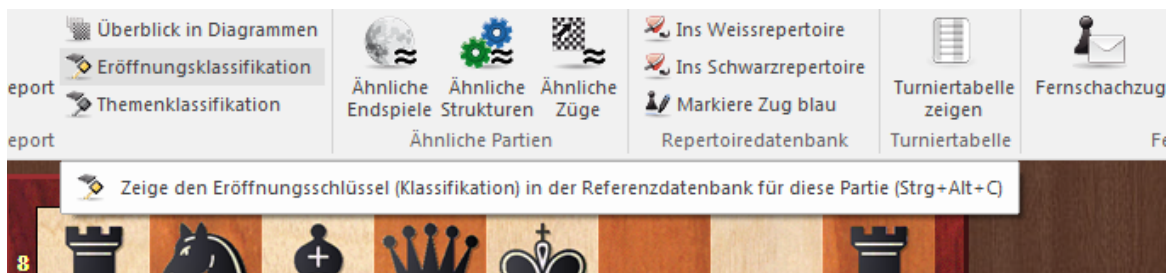 Überblick in Diagrammen
Eröffnungsklassifikation
Themenklassifikation
eport
eport
Ähnliche Endspiele
Ähnliche Strukturen
Ähnliche Züge
Ähnliche Partien
Ins Weissrepertoire
Ins Schwarzrepertoire
Markiere Zug blau
Repertoiredatenbank
Turniertabelle
zeigen
Turniertabelle
Fernschachzug
Fe
Zeige den Eröffnungsschlüssel (Klassifikation) in der Referenzdatenbank für diese Partie (Strg+Alt+C)
8